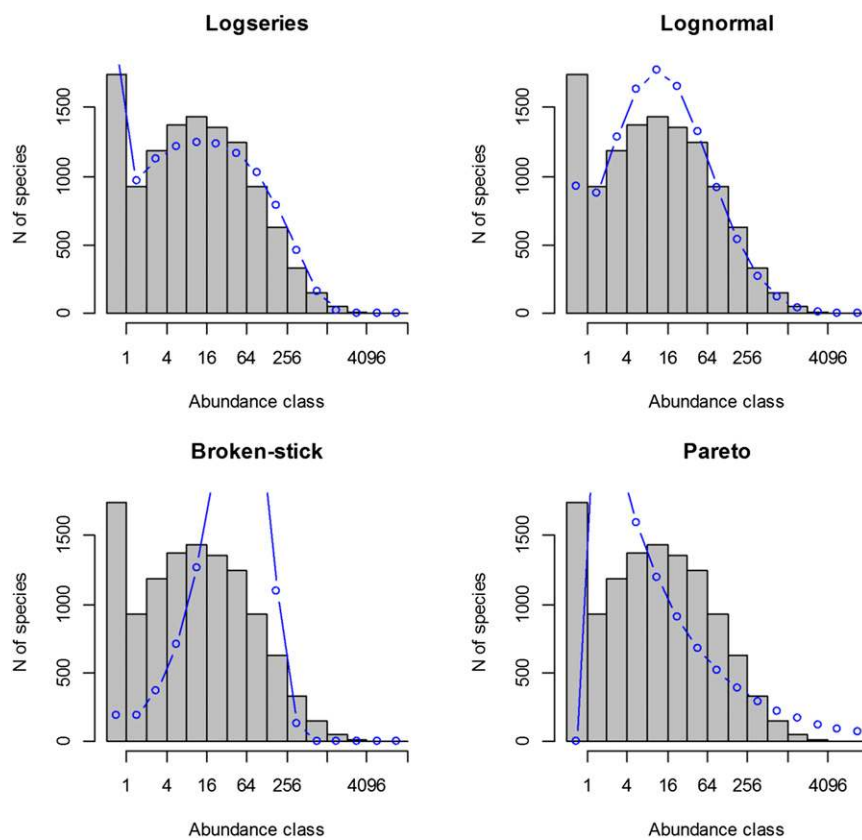 Logseries
N of species
0
500
1000
1500
1 4 16 64 256 4096
Abundance class
Lognormal
N of species
0
500
1000
1500
1 4 16 64 256 4096
Abundance class
Broken-stick
N of species
0
500
1000
1500
1 4 16 64 256 4096
Abundance class
Pareto
N of species
0
500
1000
1500
1 4 16 64 256 4096
Abundance class